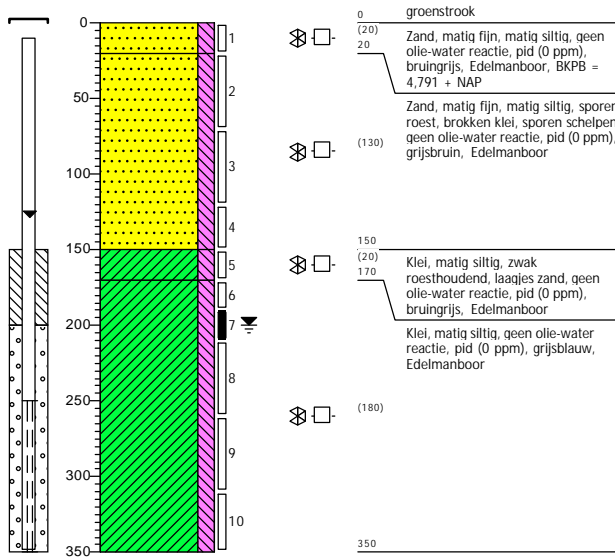 0
50
100
150
200
250
300
350
1
2
3
4
5
6
7
8
9
10
0
groenstrook
(20)
20
Zand, matig fijn, matig siltig, geen
olie-water reactie, pid (0 ppm),
bruingrijs, Edelmanboor, BKPB =
4,791 + NAP
(130)
Zand, matig fijn, matig siltig, sporen
roest, brokken klei, sporen schelpen,
geen olie-water reactie, pid (0 ppm),
grijsbruin, Edelmanboor
150
(20)
170
Klei, matig siltig, zwak
roesthoudend, laagjes zand, geen
olie-water reactie, pid (0 ppm),
bruingrijs, Edelmanboor
(180)
Klei, matig siltig, geen olie-water
reactie, pid (0 ppm), grijsblauw,
Edelmanboor
350